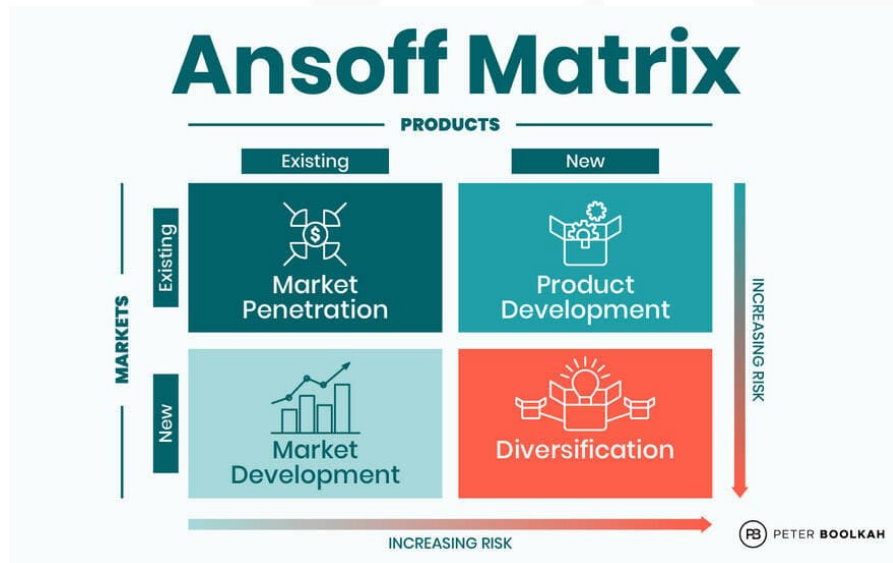 Ansoff Matrix
PRODUCTS
Existing
New
MARKETS
Existing
$
Market
Penetration
Product
Development
INCREASING RISK
New
Market
Development
Diversification
INCREASING RISK
PB PETER BOOLKAH